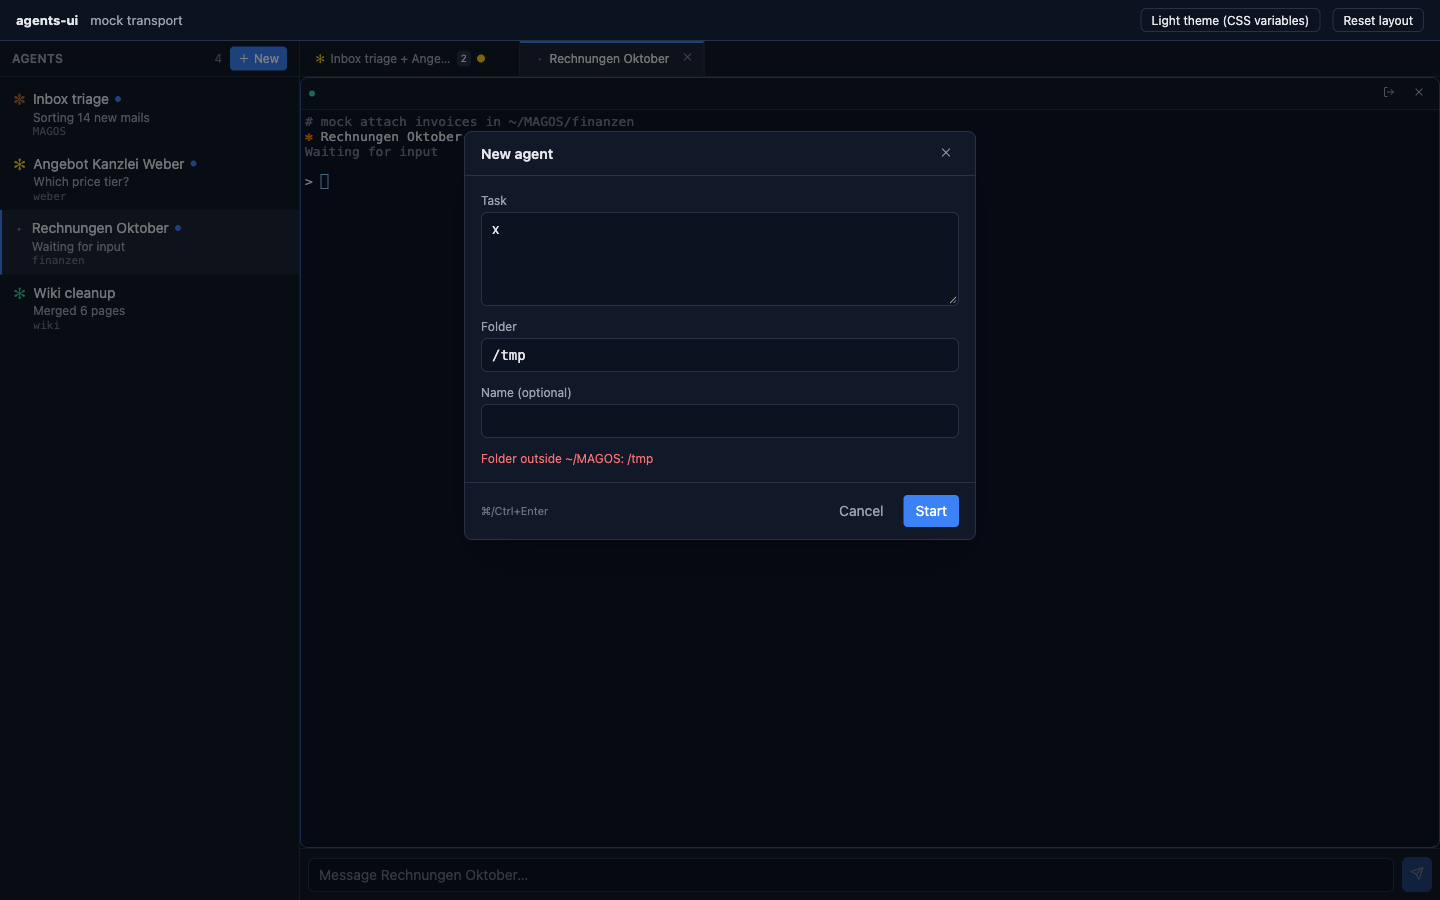 agents-ui mock transport
Light theme (CSS variables)
Reset layout
AGENTS 4 + New
Inbox triage
Sorting 14 new mails
MAGOS
Angebot Kanzlei Weber
Which price tier?
weber
Rechnungen Oktober
Waiting for input
finanzen
Wiki cleanup
Merged 6 pages
wiki
Inbox triage + Ange... 2
Rechnungen Oktober
# mock attach invoices in ~/MAGOS/finanzen
✻ Rechnungen Oktober
Waiting for input
>
New agent
Task
x
Folder
/tmp
Name (optional)
Folder outside ~/MAGOS: /tmp
⌘/Ctrl+Enter
Cancel
Start
Message Rechnungen Oktober...